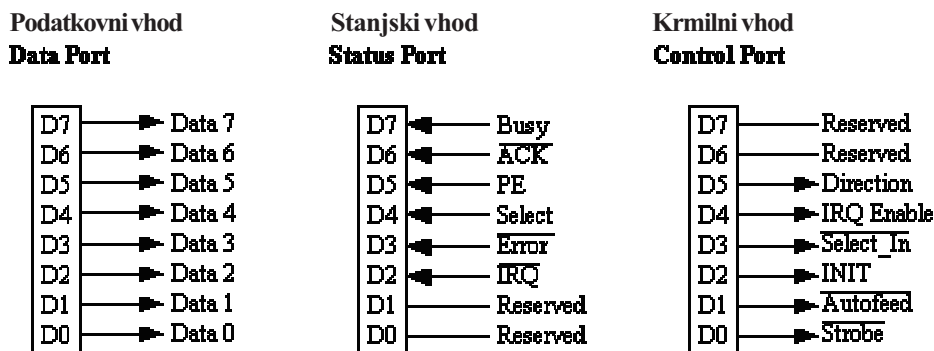 Podatkovni vhod Stanjski vhod Krmilni vhod
Data Port Status Port Control Port
D7 Data 7 D7 Busy D7 Reserved
D6 Data 6 D6 ACK D6 Reserved
D5 Data 5 D5 PE D5 Direction
D4 Data 4 D4 Select D4 IRQ Enable
D3 Data 3 D3 Error D3 Select_In
D2 Data 2 D2 IRQ D2 INIT
D1 Data 1 D1 Reserved D1 Autofeed
D0 Data 0 D0 Reserved D0 Strobe